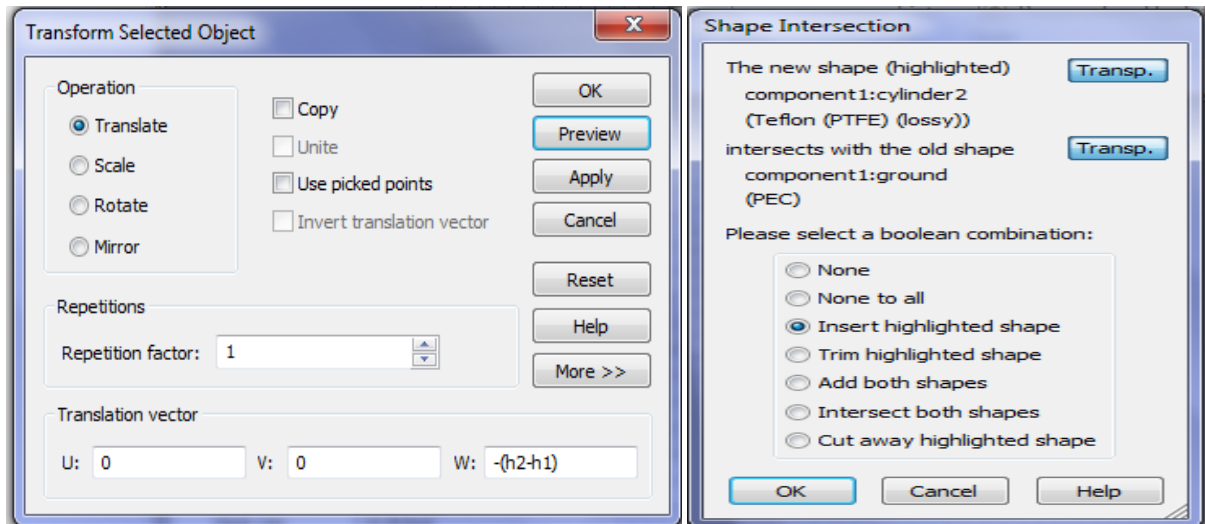 Transform Selected Object
X
Operation
Translate
Scale
Rotate
Mirror
Copy
Unite
Use picked points
Invert translation vector
OK
Preview
Apply
Cancel
Reset
Help
More >>
Repetitions
Repetition factor: 1
Translation vector
U: 0 V: 0 W: -(h2-h1)
Shape Intersection
The new shape (highlighted) Transp.
component1:cylinder2
(Teflon (PTFE) (lossy))
intersects with the old shape Transp.
component1:ground
(PEC)
Please select a boolean combination:
None
None to all
Insert highlighted shape
Trim highlighted shape
Add both shapes
Intersect both shapes
Cut away highlighted shape
OK Cancel Help